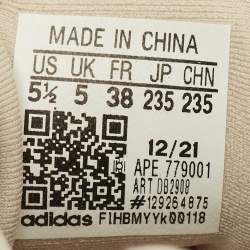 MADE IN CHINA
US UK FR JP CHN
5½ 5 38 235 235
12/21
APE 779001
ART DB2908
#129264875
adidas F1HBMYYk00118